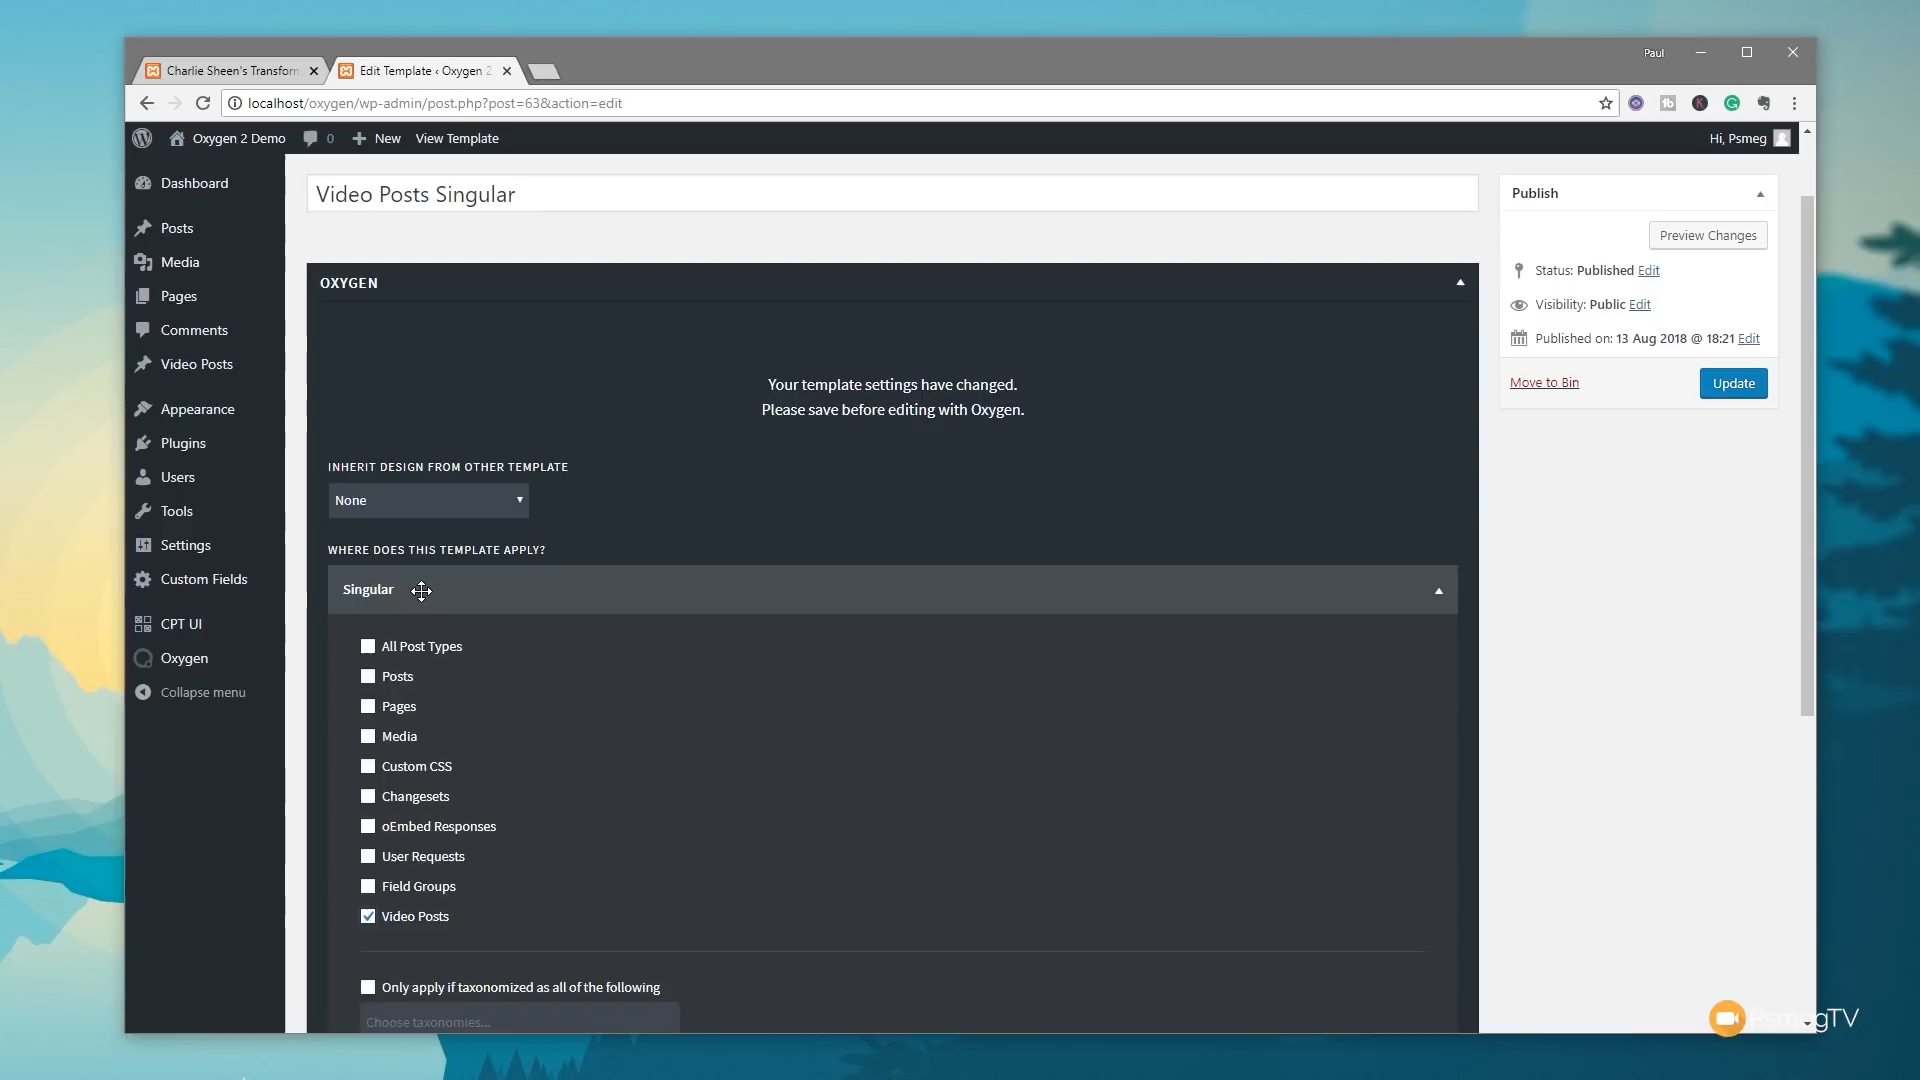 Paul
Charlie Sheen's Transform
Edit Template ‹ Oxygen 2
localhost/oxygen/wp-admin/post.php?post=63&action=edit
Oxygen 2 Demo
0
New
View Template
Hi, Psmeg
Dashboard
Posts
Media
Pages
Comments
Video Posts
Appearance
Plugins
Users
Tools
Settings
Custom Fields
CPT UI
Oxygen
Collapse menu
Video Posts Singular
OXYGEN
Your template settings have changed.
Please save before editing with Oxygen.
INHERIT DESIGN FROM OTHER TEMPLATE
None
WHERE DOES THIS TEMPLATE APPLY?
Singular
All Post Types
Posts
Pages
Media
Custom CSS
Changesets
oEmbed Responses
User Requests
Field Groups
Video Posts
Only apply if taxonomized as all of the following
Choose taxonomies...
Publish
Preview Changes
Status: Published Edit
Visibility: Public Edit
Published on: 13 Aug 2018 @ 18:21 Edit
Move to Bin
Update
PsmegTV